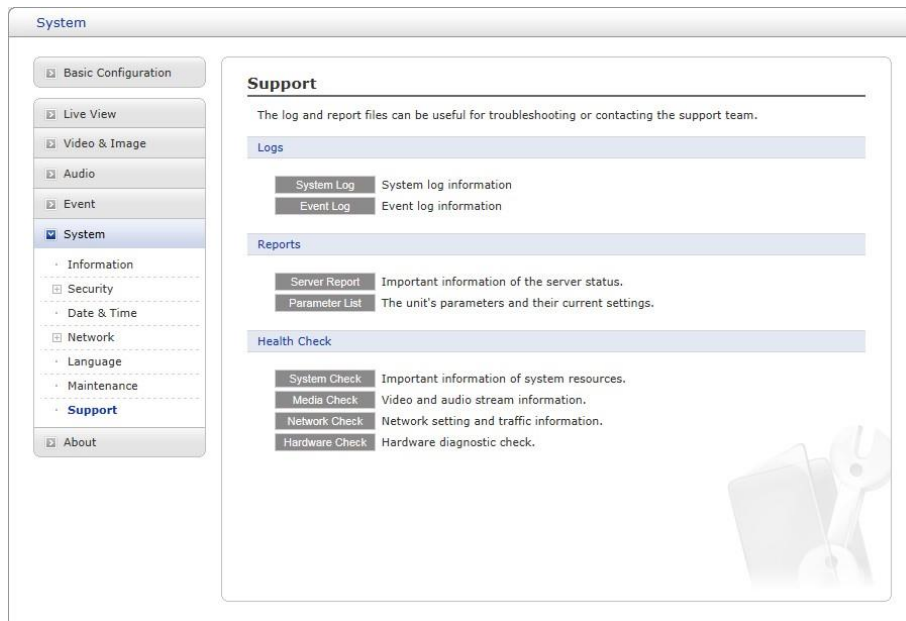 System
Basic Configuration
Live View
Video & Image
Audio
Event
System
Information
Security
Date & Time
Network
Language
Maintenance
Support
About
Support
The log and report files can be useful for troubleshooting or contacting the support team.
Logs
System Log System log information
Event Log Event log information
Reports
Server Report Important information of the server status.
Parameter List The unit's parameters and their current settings.
Health Check
System Check Important information of system resources.
Media Check Video and audio stream information.
Network Check Network setting and traffic information.
Hardware Check Hardware diagnostic check.